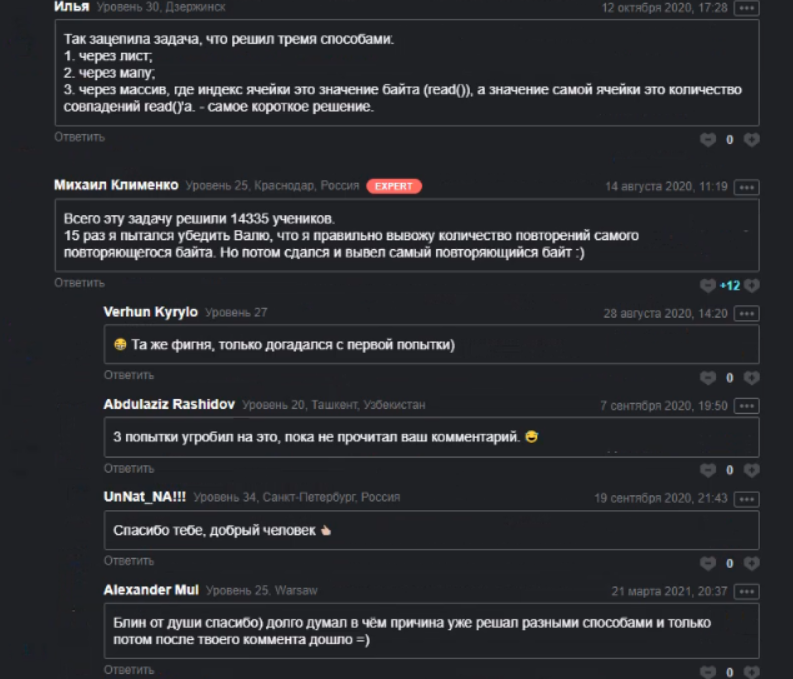 Илья Уровень 30, Дзержинск 12 октября 2020, 17:28
Так зацепила задача, что решил тремя способами:
1. через лист;
2. через мапу;
3. через массив, где индекс ячейки это значение байта (read()), а значение самой ячейки это количество
совпадений read()'а. - самое короткое решение.
Ответить 0
Михаил Клименко Уровень 25, Краснодар, Россия EXPERT 14 августа 2020, 11:19
Всего эту задачу решили 14335 учеников.
15 раз я пытался убедить Валю, что я правильно вывожу количество повторений самого
повторяющегося байта. Но потом сдался и вывел самый повторяющийся байт :)
Ответить +12
Verhun Kyrylo Уровень 27 28 августа 2020, 14:20
😁 Та же фигня, только догадался с первой попытки)
Ответить 0
Abdulaziz Rashidov Уровень 20, Ташкент, Узбекистан 7 сентября 2020, 19:50
3 попытки угробил на это, пока не прочитал ваш комментарий. 😅
Ответить 0
UnNat_NA!!! Уровень 34, Санкт-Петербург, Россия 19 сентября 2020, 21:43
Спасибо тебе, добрый человек 👆🏻
Ответить 0
Alexander Mul Уровень 25, Warsaw 21 марта 2021, 20:37
Блин от души спасибо) долго думал в чём причина уже решал разными способами и только
потом после твоего коммента дошло =)
Ответить 0